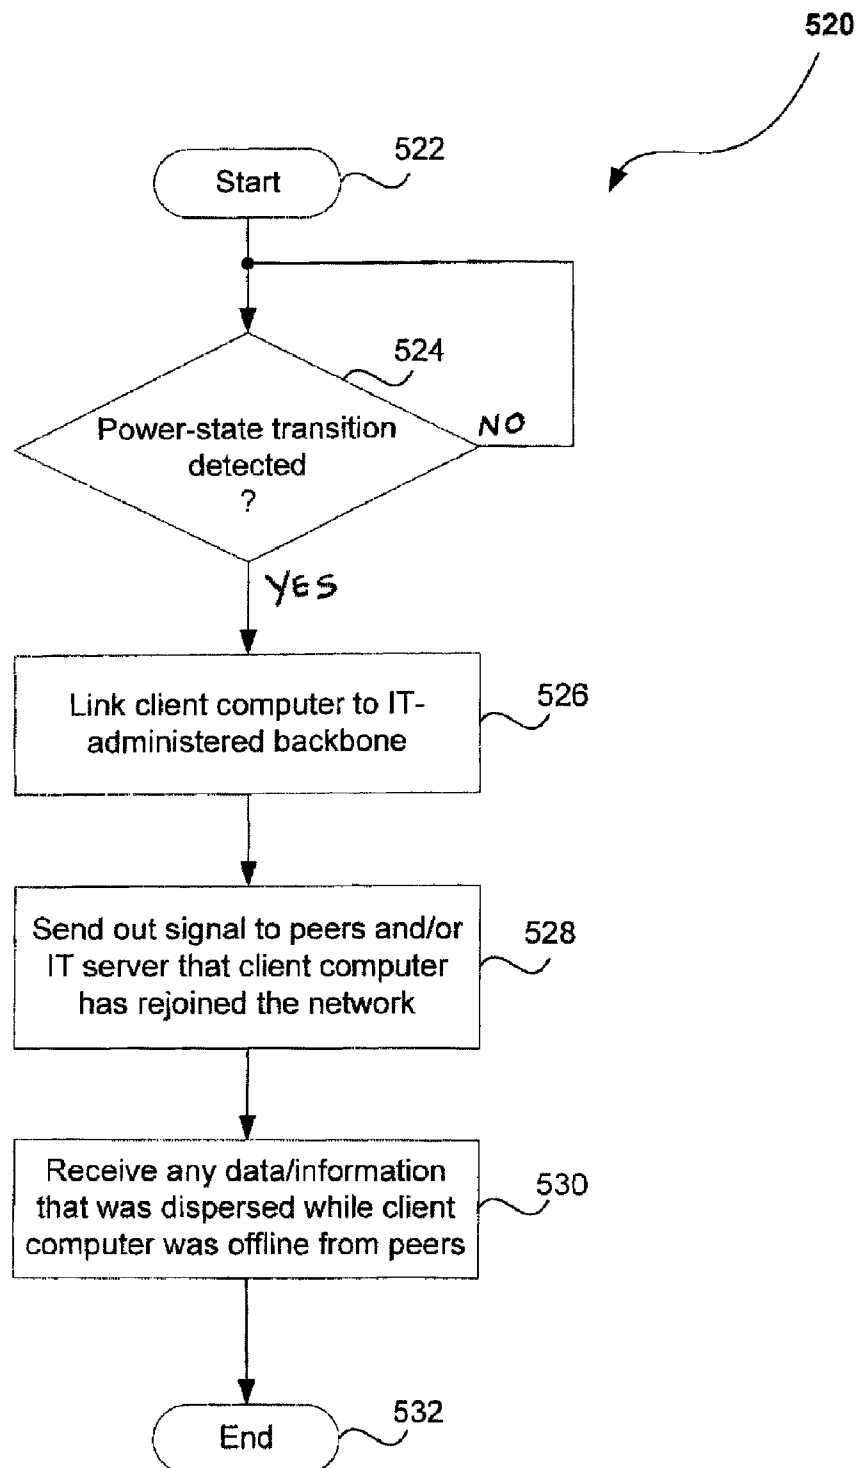 520
Start
522
524
Power-state transition
detected
?
NO
YES
Link client computer to IT-
administered backbone
526
Send out signal to peers and/or
IT server that client computer
has rejoined the network
528
Receive any data/information
that was dispersed while client
computer was offline from peers
530
End
532